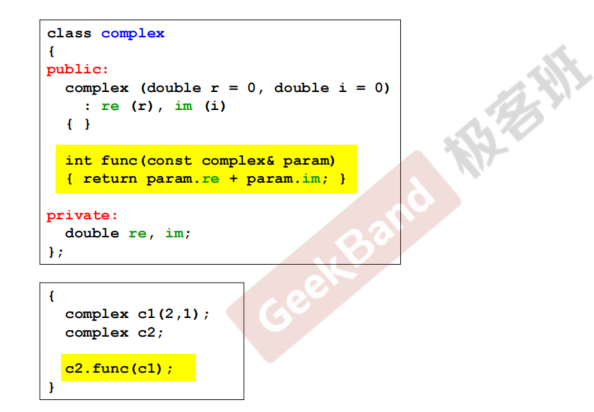 class complex
{
public:
  complex (double r = 0, double i = 0)
    : re (r), im (i)
  { }
  int func(const complex& param)
  { return param.re + param.im; }
private:
  double re, im;
};
{
  complex c1(2,1);
  complex c2;
  c2.func(c1);
}
GeekBand 极客班